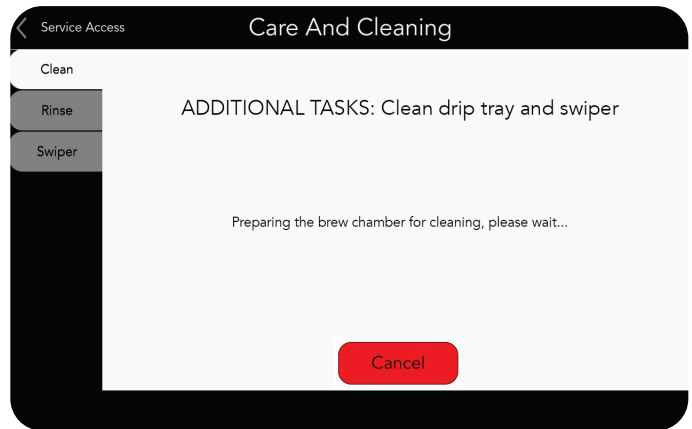 Service Access
Care And Cleaning
Clean
Rinse
Swiper
ADDITIONAL TASKS: Clean drip tray and swiper
Preparing the brew chamber for cleaning, please wait...
Cancel